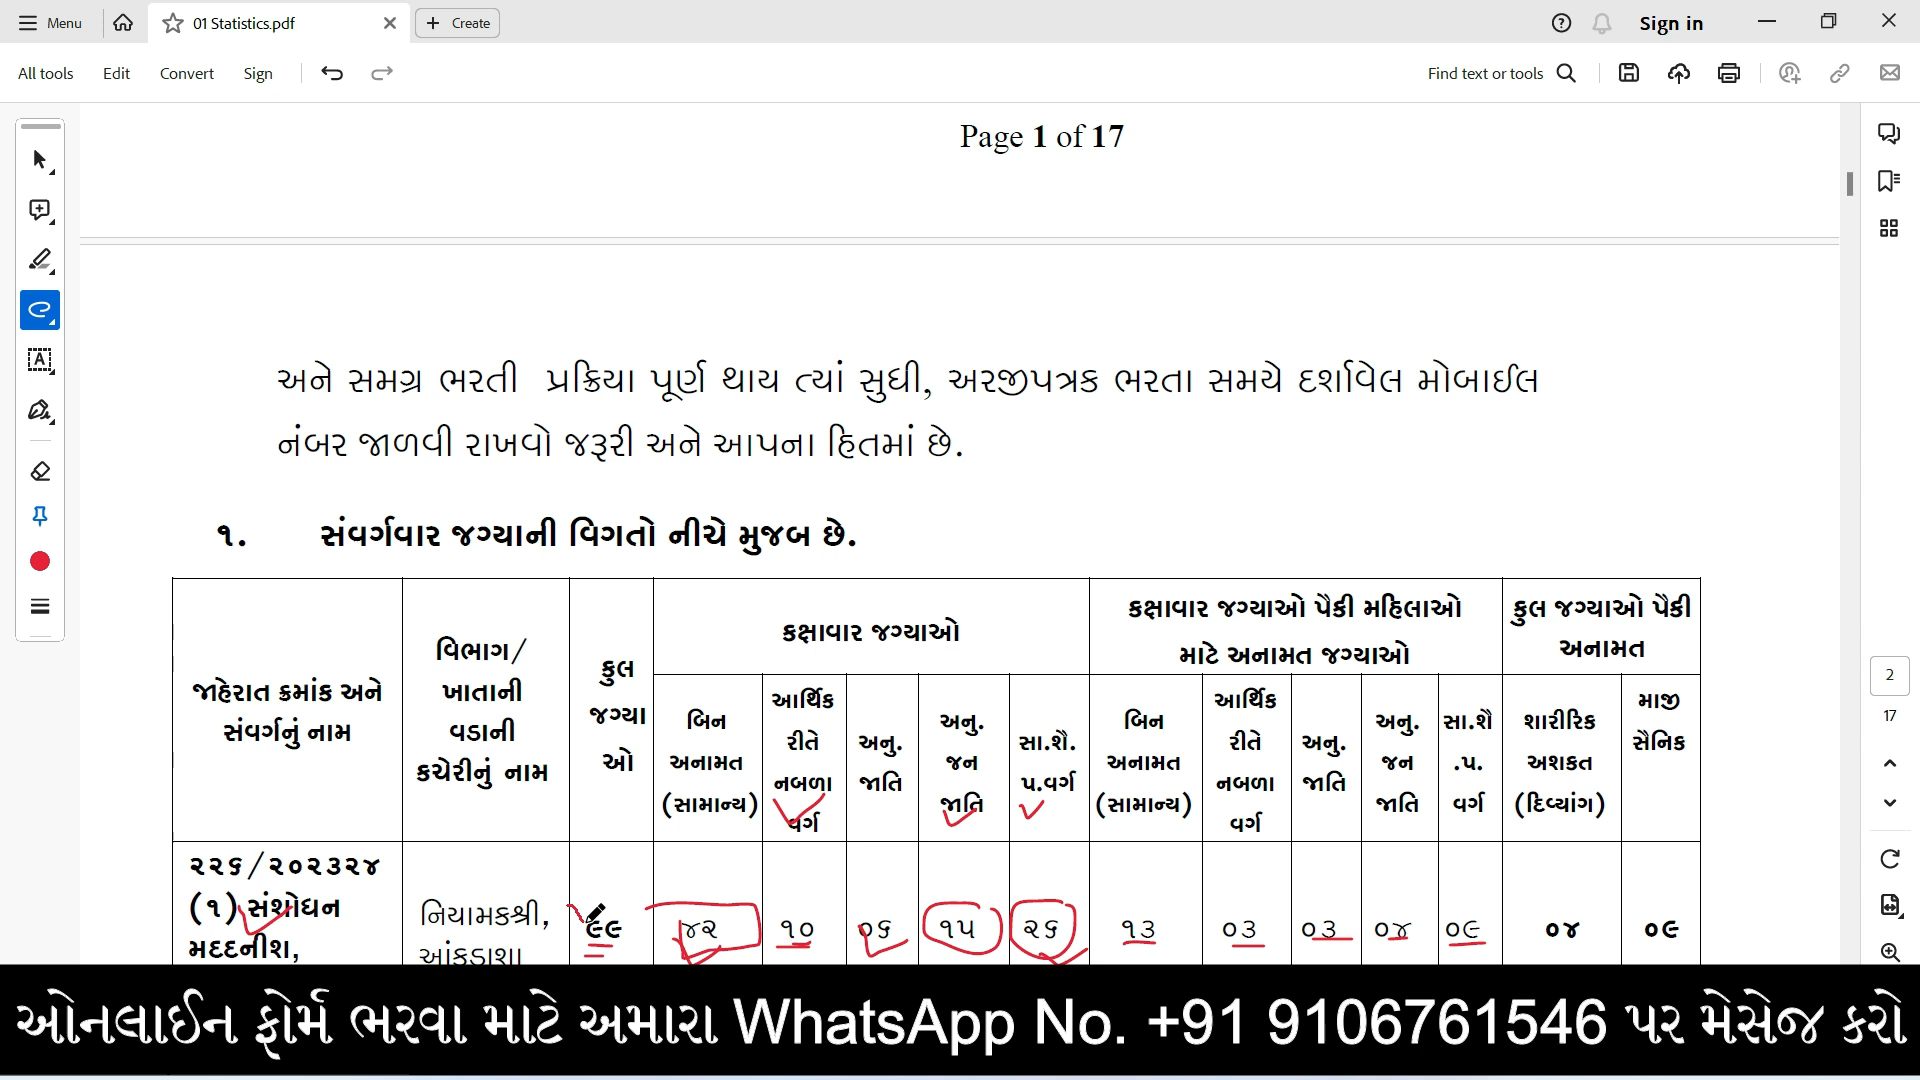 Menu
01 Statistics.pdf
Create
Sign in
All tools
Edit
Convert
Sign
Find text or tools
Page 1 of 17
અને સમગ્ર ભરતી પ્રક્રિયા પૂર્ણ થાય ત્યાં સુધી, અરજીપત્રક ભરતા સમયે દર્શાવેલ મોબાઈલ
નંબર જાળવી રાખવો જરૂરી અને આપના હિતમાં છે.
૧. સંવર્ગવાર જગ્યાની વિગતો નીચે મુજબ છે.
જાહેરાત ક્રમાંક અને
સંવર્ગનું નામ
વિભાગ/
ખાતાની
વડાની
કચેરીનું નામ
કુલ
જગ્યા
ઓ
કક્ષાવાર જગ્યાઓ
કક્ષાવાર જગ્યાઓ પૈકી મહિલાઓ
માટે અનામત જગ્યાઓ
કુલ જગ્યાઓ પૈકી
અનામત
બિન
અનામત
(સામાન્ય)
આર્થિક
રીતે
નબળા
વર્ગ
અનુ.
જાતિ
અનુ.
જન
જાતિ
સા.શૈ.
પ.વર્ગ
બિન
અનામત
(સામાન્ય)
આર્થિક
રીતે
નબળા
વર્ગ
અનુ.
જાતિ
અનુ.
જન
જાતિ
સા.શૈ
.પ.
વર્ગ
શારીરિક
અશકત
(દિવ્યાંગ)
માજી
સૈનિક
૨૨૬/૨૦૨૩૨૪
(૧) સંશોધન
મદદનીશ,
નિયામકશ્રી,
આંકડાશા
૯૯ ૪૨ ૧૦ ૦૬ ૧૫ ૨૬ ૧૩ ૦૩ ૦૩ ૦૪ ૦૯ ૦૪ ૦૯
2
17
ઓનલાઈન ફોર્મ ભરવા માટે અમારા WhatsApp No. +91 9106761546 પર મેસેજ કરો